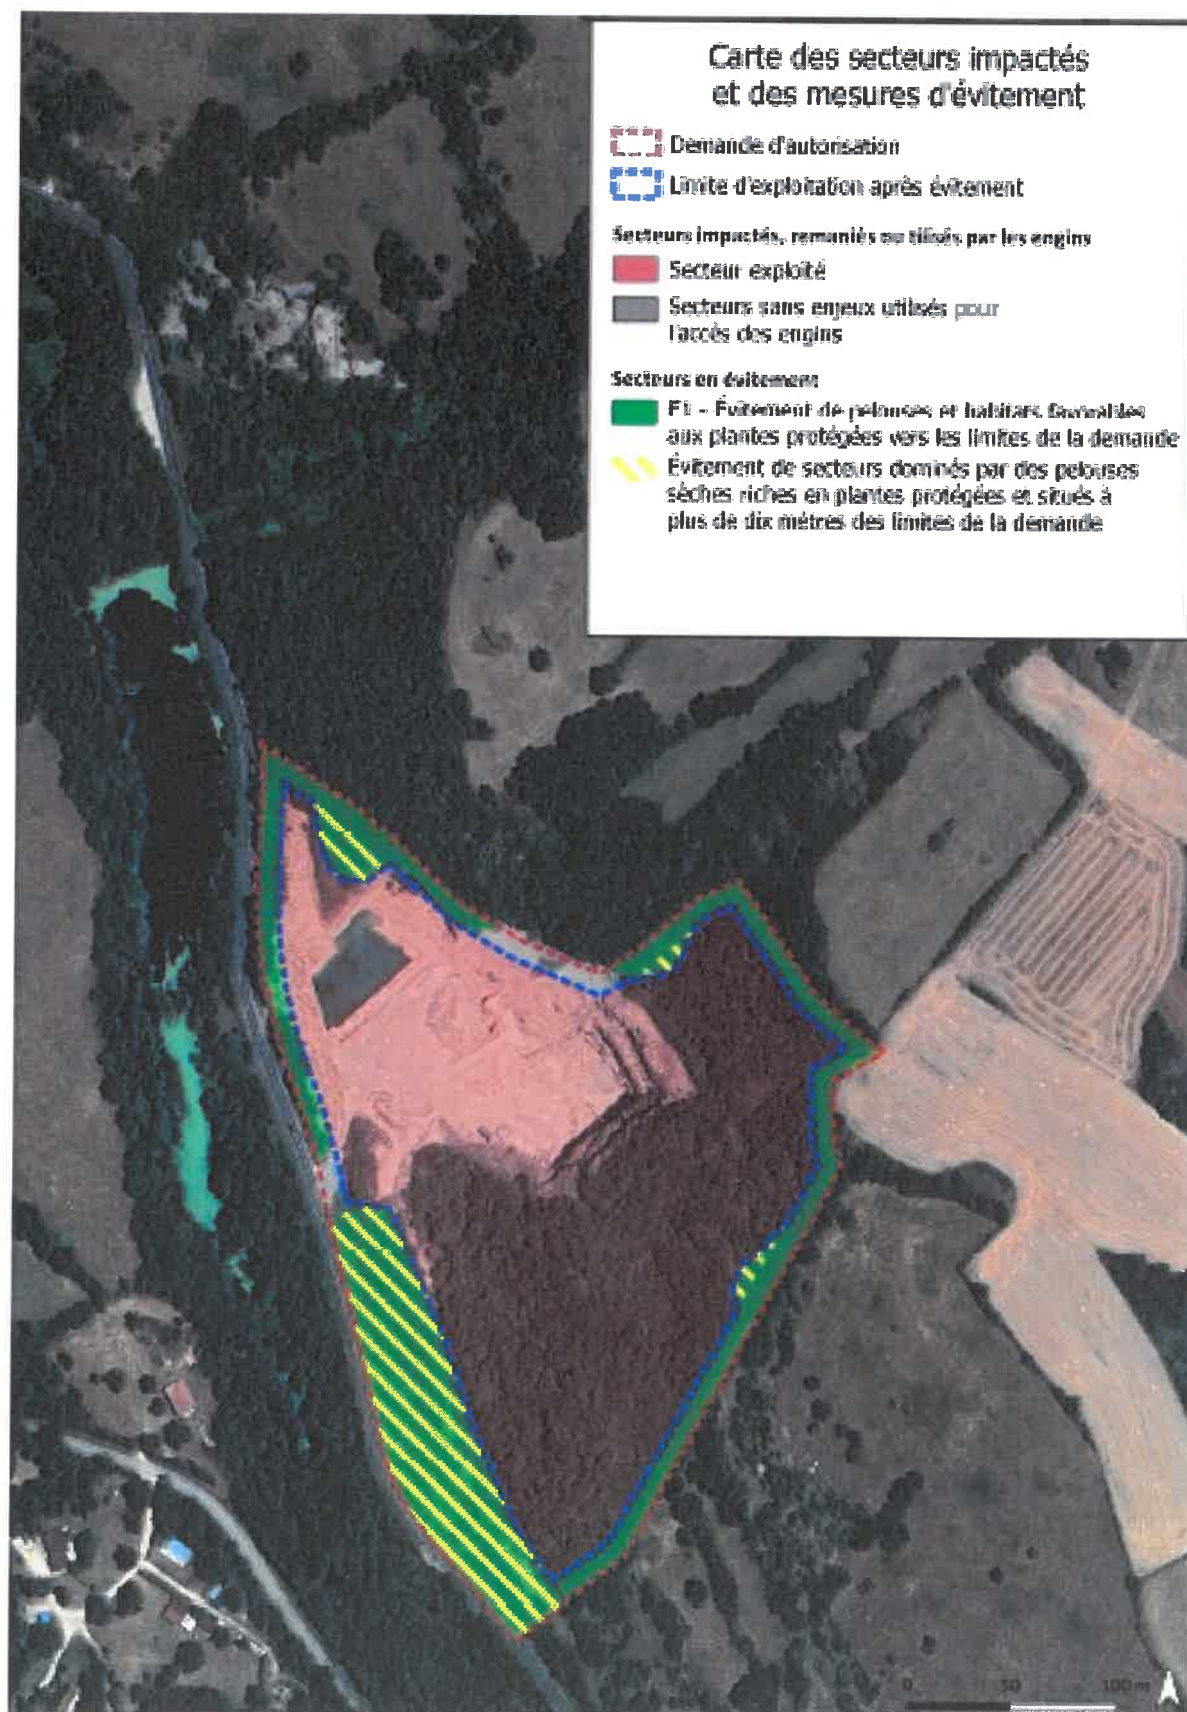 Carte des secteurs impactés
et des mesures d'évitement
Demande d'autorisation
Limite d'exploitation après évitement
Secteurs impactés, remaniés ou utilisés par les engins
Secteur exploité
Secteurs sans enjeux utilisés pour
l'accès des engins
Secteurs en évitement
E1 - Évitement de pelouses et habitats favorables
aux plantes protégées vers les limites de la demande
Évitement de secteurs dominés par des pelouses
sèches riches en plantes protégées et situés à
plus de dix mètres des limites de la demande
0 50 100 m